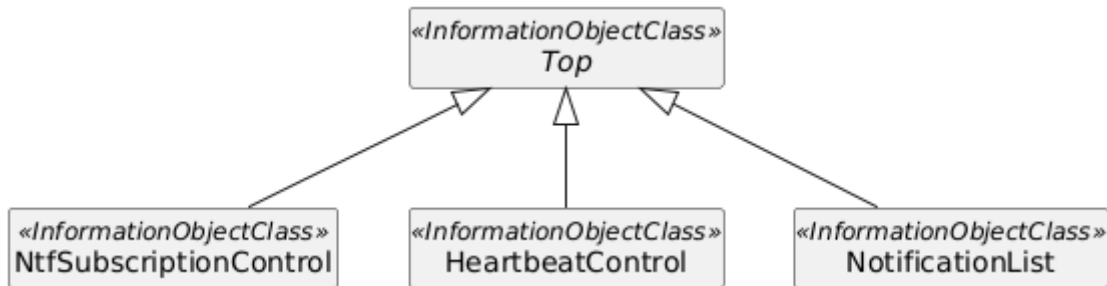 «InformationObjectClass»
Top
«InformationObjectClass»
NtfSubscriptionControl
«InformationObjectClass»
HeartbeatControl
«InformationObjectClass»
NotificationList